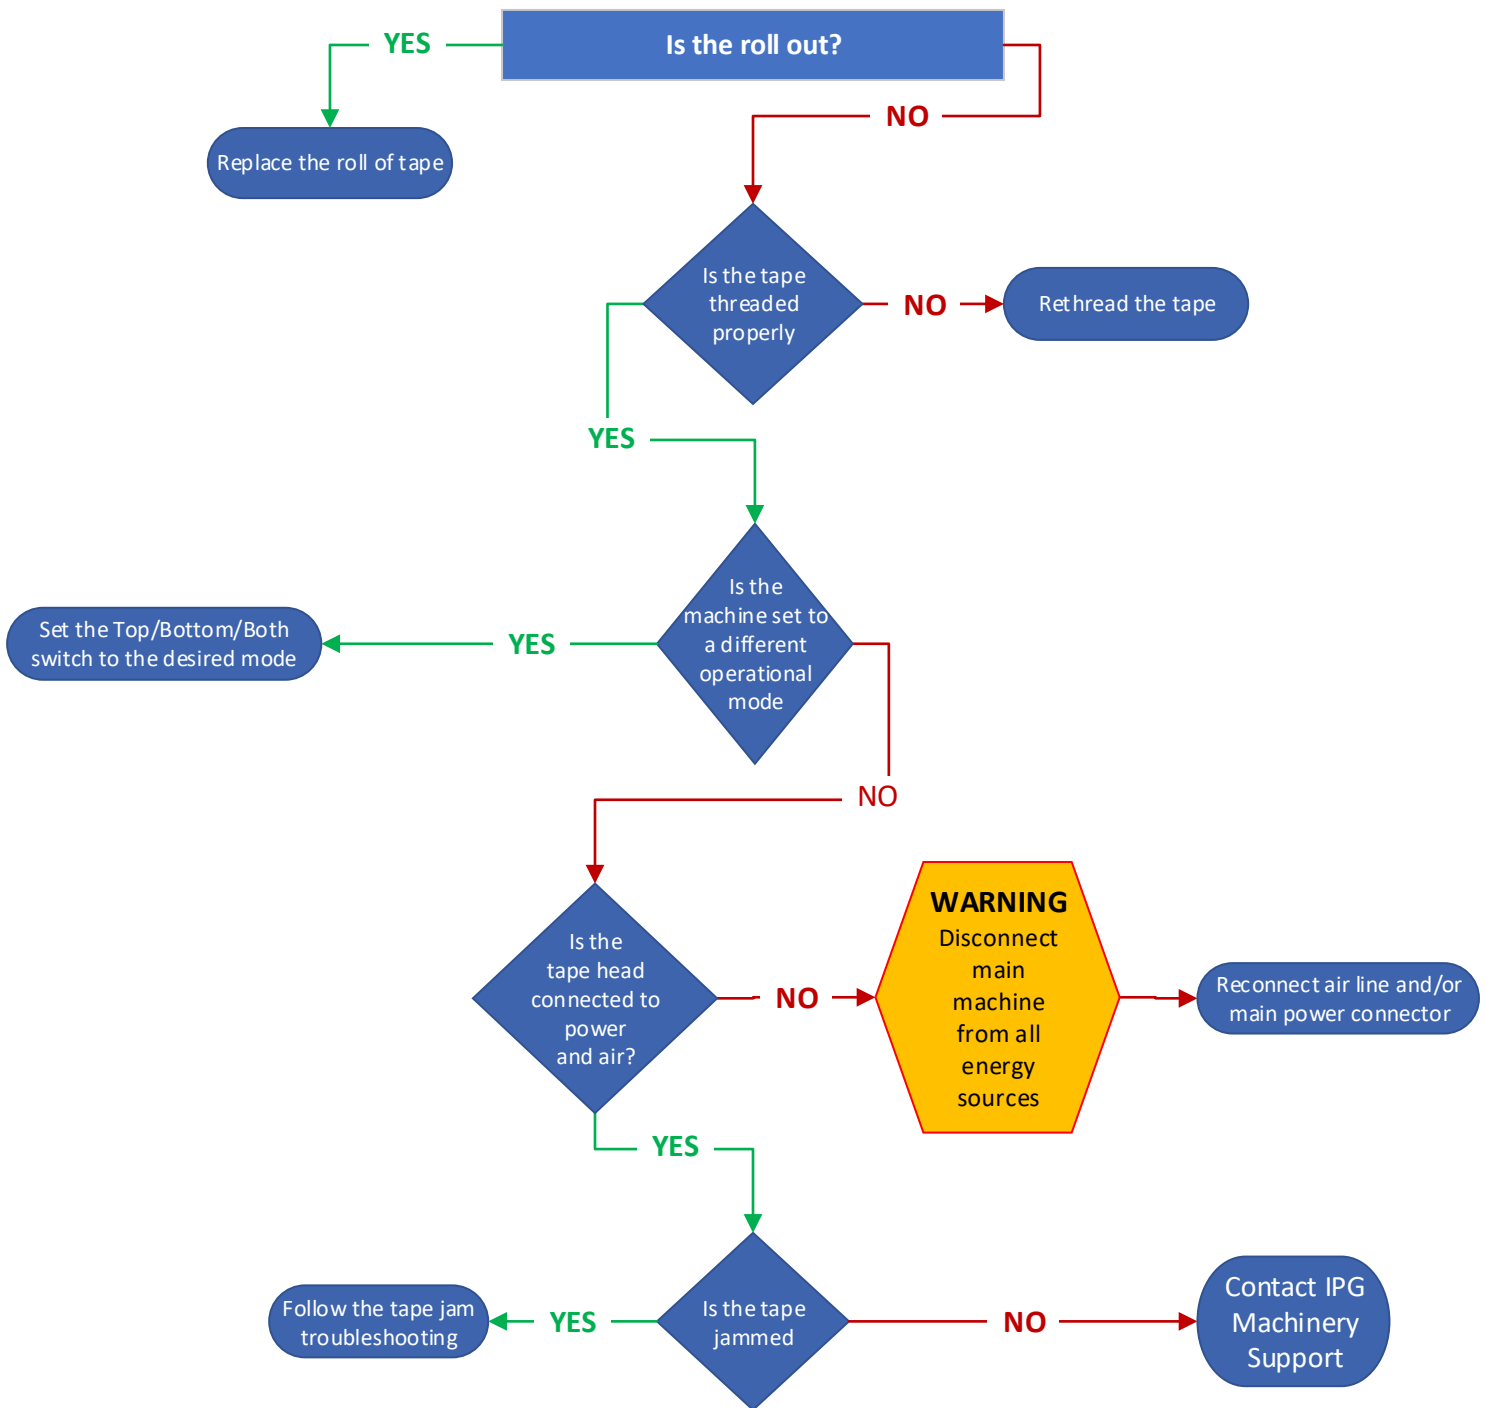 Is the roll out?
YES
NO
Replace the roll of tape
Is the tape
threaded
properly
NO
Rethread the tape
YES
Is the
machine set to
a different
operational
mode
YES
Set the Top/Bottom/Both
switch to the desired mode
NO
Is the
tape head
connected to
power
and air?
NO
WARNING
Disconnect
main
machine
from all
energy
sources
Reconnect air line and/or
main power connector
YES
Is the tape
jammed
YES
Follow the tape jam
troubleshooting
NO
Contact IPG
Machinery
Support